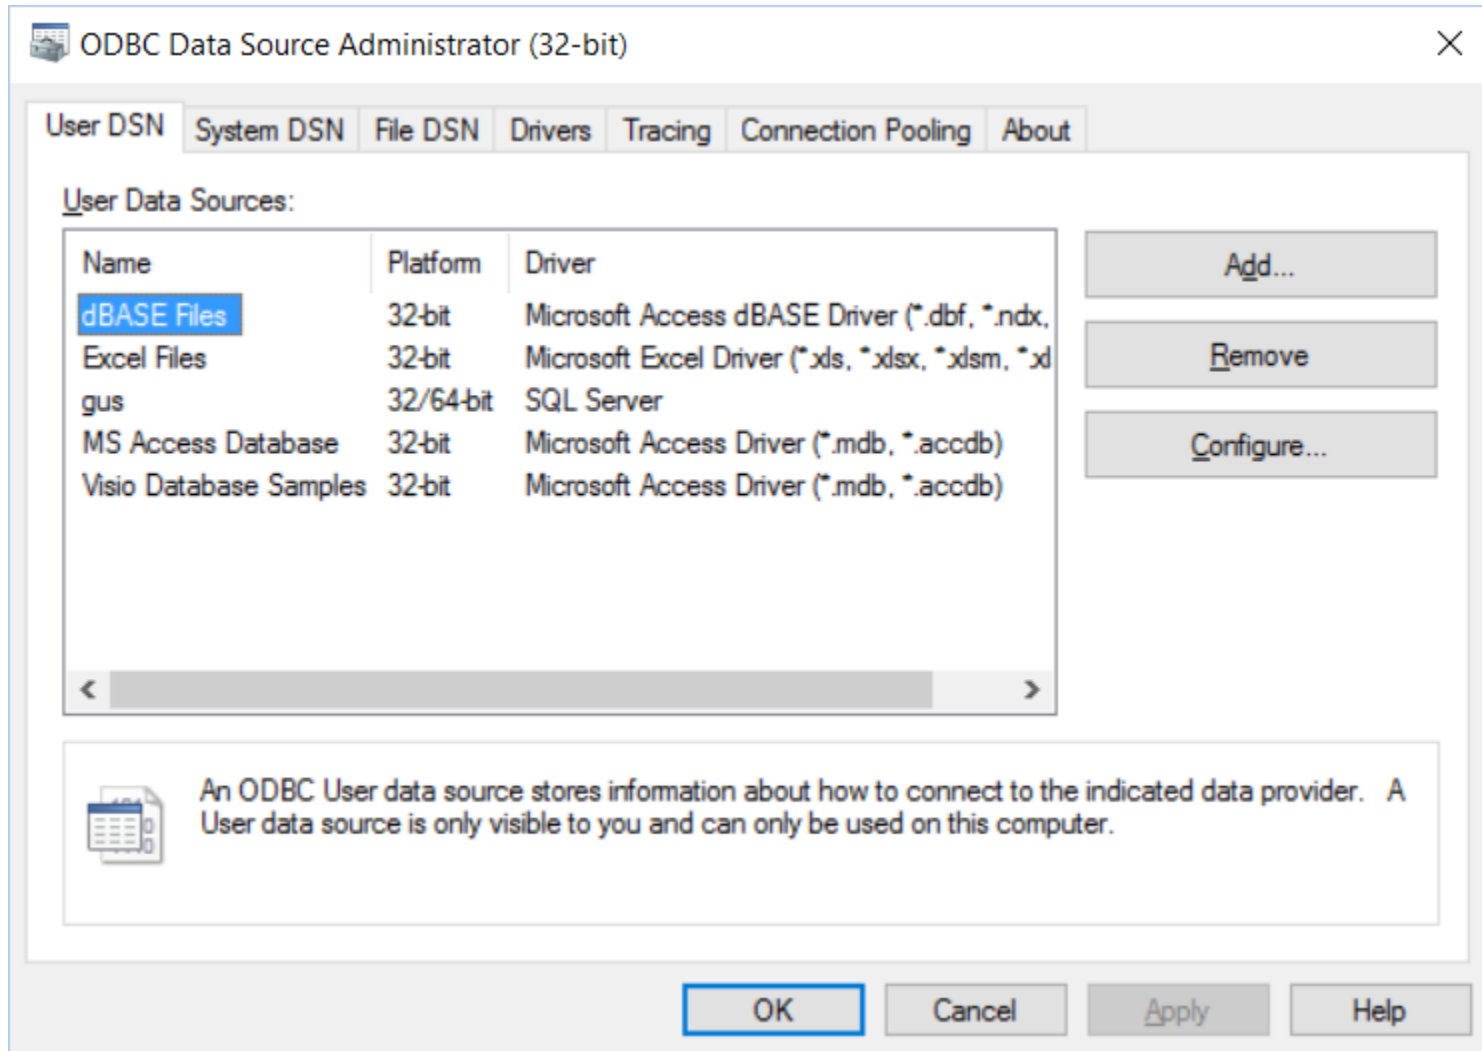 ODBC Data Source Administrator (32-bit)
User DSN System DSN File DSN Drivers Tracing Connection Pooling About
User Data Sources:
Name Platform Driver
dBASE Files 32-bit Microsoft Access dBASE Driver (*.dbf, *.ndx,
Excel Files 32-bit Microsoft Excel Driver (*.xls, *.xlsx, *.xlsm, *.xl
gus 32/64-bit SQL Server
MS Access Database 32-bit Microsoft Access Driver (*.mdb, *.accdb)
Visio Database Samples 32-bit Microsoft Access Driver (*.mdb, *.accdb)
Add...
Remove
Configure...
An ODBC User data source stores information about how to connect to the indicated data provider. A
User data source is only visible to you and can only be used on this computer.
OK Cancel Apply Help